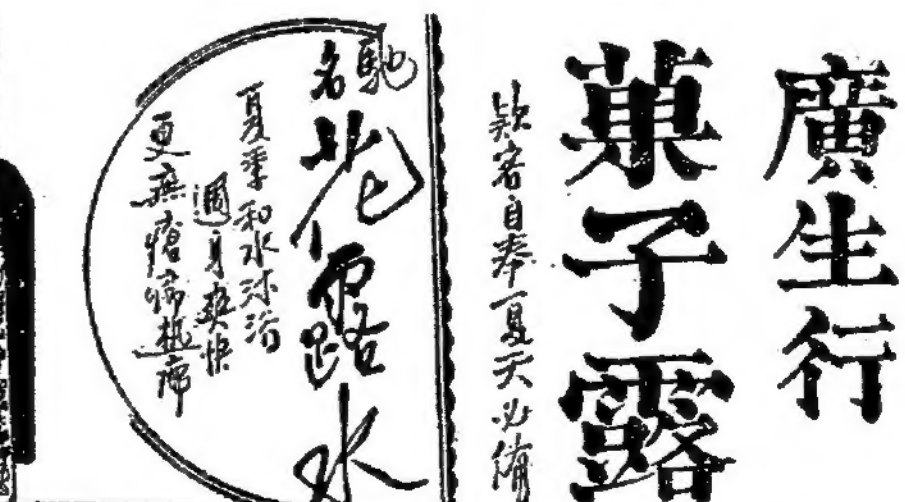 廣生行
菓子露
款客自奉夏天必備
馳名
花露水
夏季和水沐浴
週身爽快
更無瘡痛